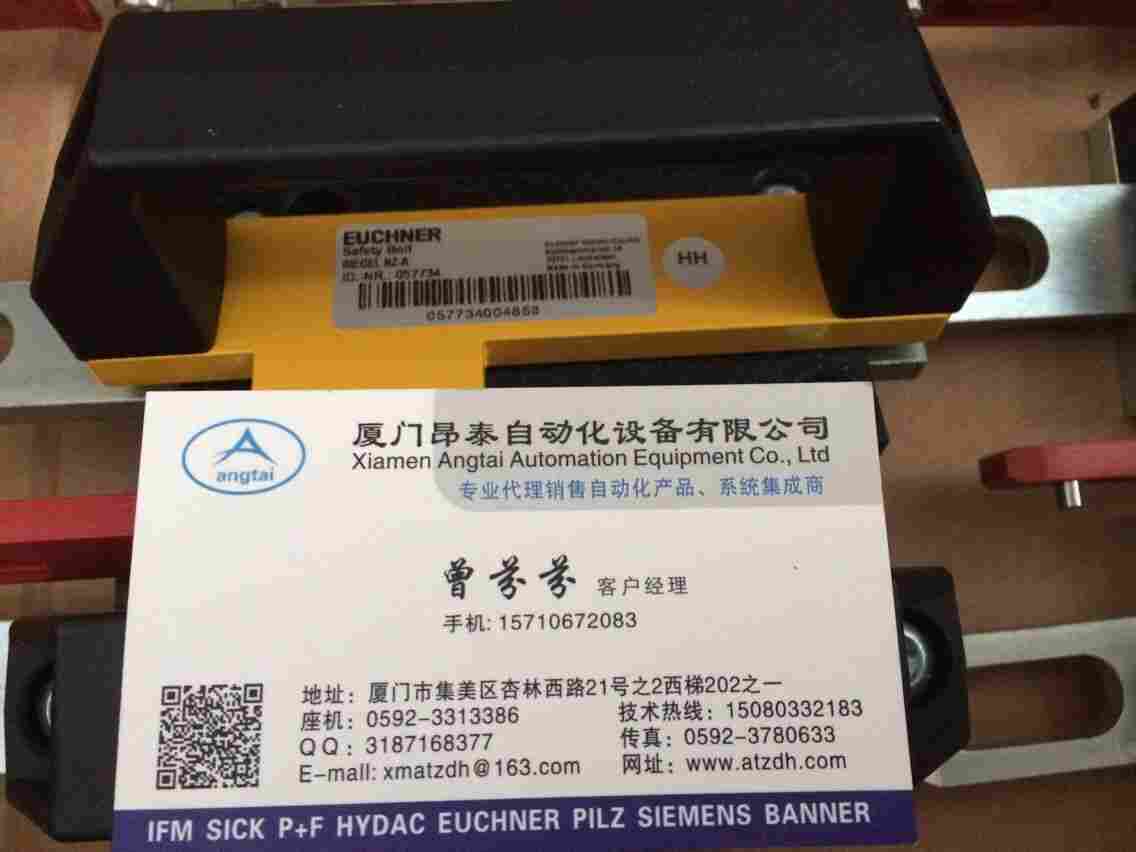 EUCHNER
Safety Bolt
RIEGEL NZ-A
ID.-NR.: 057734
Made in Germany
057734004853
HH
angtai
厦门昂泰自动化设备有限公司
Xiamen Angtai Automation Equipment Co., Ltd
专业代理销售自动化产品、系统集成商
曾芬芬 客户经理
手机: 15710672083
地址：厦门市集美区杏林西路21号之2西梯202之一
座机：0592-3313386 技术热线：15080332183
QQ：3187168377 传真：0592-3780633
E-mail: xmatzdh@163.com 网址：www.atzdh.com
IFM SICK P+F HYDAC EUCHNER PILZ SIEMENS BANNER